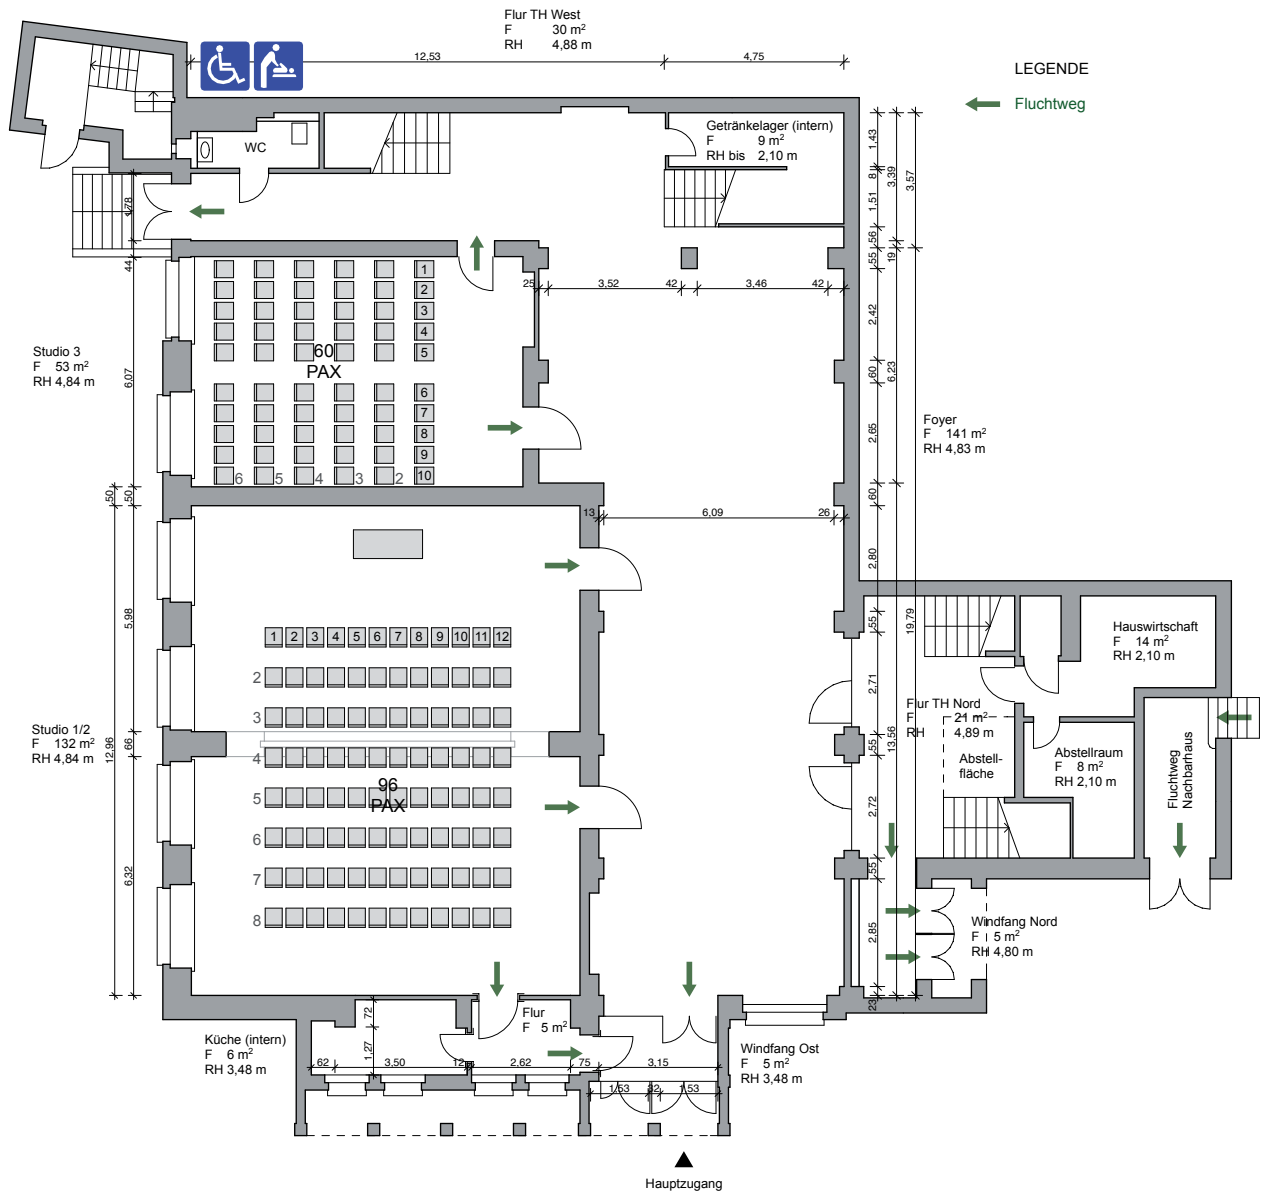 Flur TH West
F 30 m²
RH 4,88 m
12,53
4,75
LEGENDE
Fluchtweg
WC
Getränkelager (intern)
F 9 m²
RH bis 2,10 m
1,43
3,39
3,57
8
1,51
56
19
55
1,78
44
25
3,52
42
3,46
42
2,42
1
2
3
4
5
60
PAX
6
7
8
9
10
6
5
4
3
2
Studio 3
F 53 m²
RH 4,84 m
6,07
60
6,23
2,65
Foyer
F 141 m²
RH 4,83 m
50
50
60
13
6,09
26
2,80
5,98
19,79
55
1 2 3 4 5 6 7 8 9 10 11 12
2
3
4
5
6
7
8
96
PAX
Hauswirtschaft
F 14 m²
RH 2,10 m
2,71
Flur TH Nord
F 21 m²
RH 4,89 m
Studio 1/2
F 132 m²
RH 4,84 m
12,96
66
55
13,56
Abstell-
fläche
Abstellraum
F 8 m²
RH 2,10 m
Fluchtweg
Nachbarhaus
2,72
6,32
55
2,85
Windfang Nord
F 5 m²
RH 4,80 m
23
72
Flur
F 5 m²
Küche (intern)
F 6 m²
RH 3,48 m
1,27
62
3,50
12
2,62
75
3,15
Windfang Ost
F 5 m²
RH 3,48 m
1,53
32
1,53
Hauptzugang